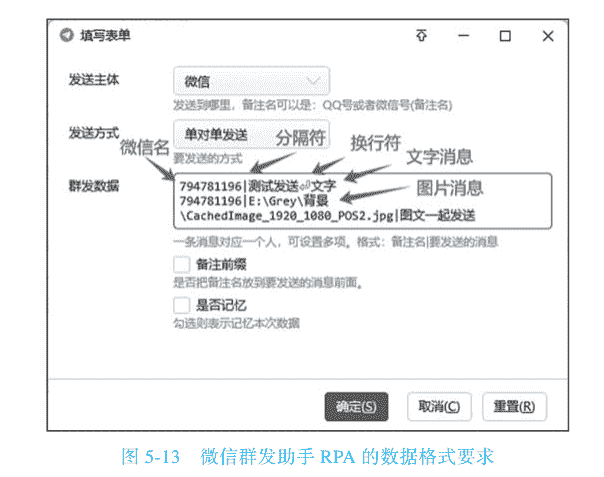 填写表单
发送主体
微信
发送到哪里，备注名可以是：QQ号或者微信号(备注名)
发送方式
单对单发送
分隔符
换行符
微信名
要发送的方式
文字消息
群发数据
794781196|测试发送⏎文字
图片消息
794781196|E:\Grey\背景
\CachedImage_1920_1080_POS2.jpg|图文一起发送
一条消息对应一个人，可设置多项。格式：备注名|要发送的消息
备注前缀
是否把备注名放到要发送的消息前面。
是否记忆
勾选则表示记忆本次数据
确定(S)
取消(C)
重置(R)
图 5-13 微信群发助手 RPA 的数据格式要求